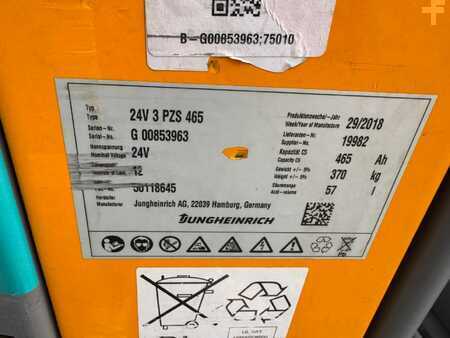 B-G00853963;75010
Typ
Type 24V 3 PZS 465
Serien-Nr.
Serial-Nr. G 00853963
Nennspannung
Nominal Voltage 24V
12
50118645
Hersteller
Manufacturer Jungheinrich AG, 22039 Hamburg, Germany
JUNGHEINRICH
Produktionswoche/-Jahr
Week/Year of Manufacture 29/2018
Lieferanten-Nr.
Supplier-No. 19982
Kapazität C5
Capacity C5 465 Ah
Gewicht +/- 5%
Weight +/- 5% 370 kg
Säuremenge
Acid-volume 57 l
Pb